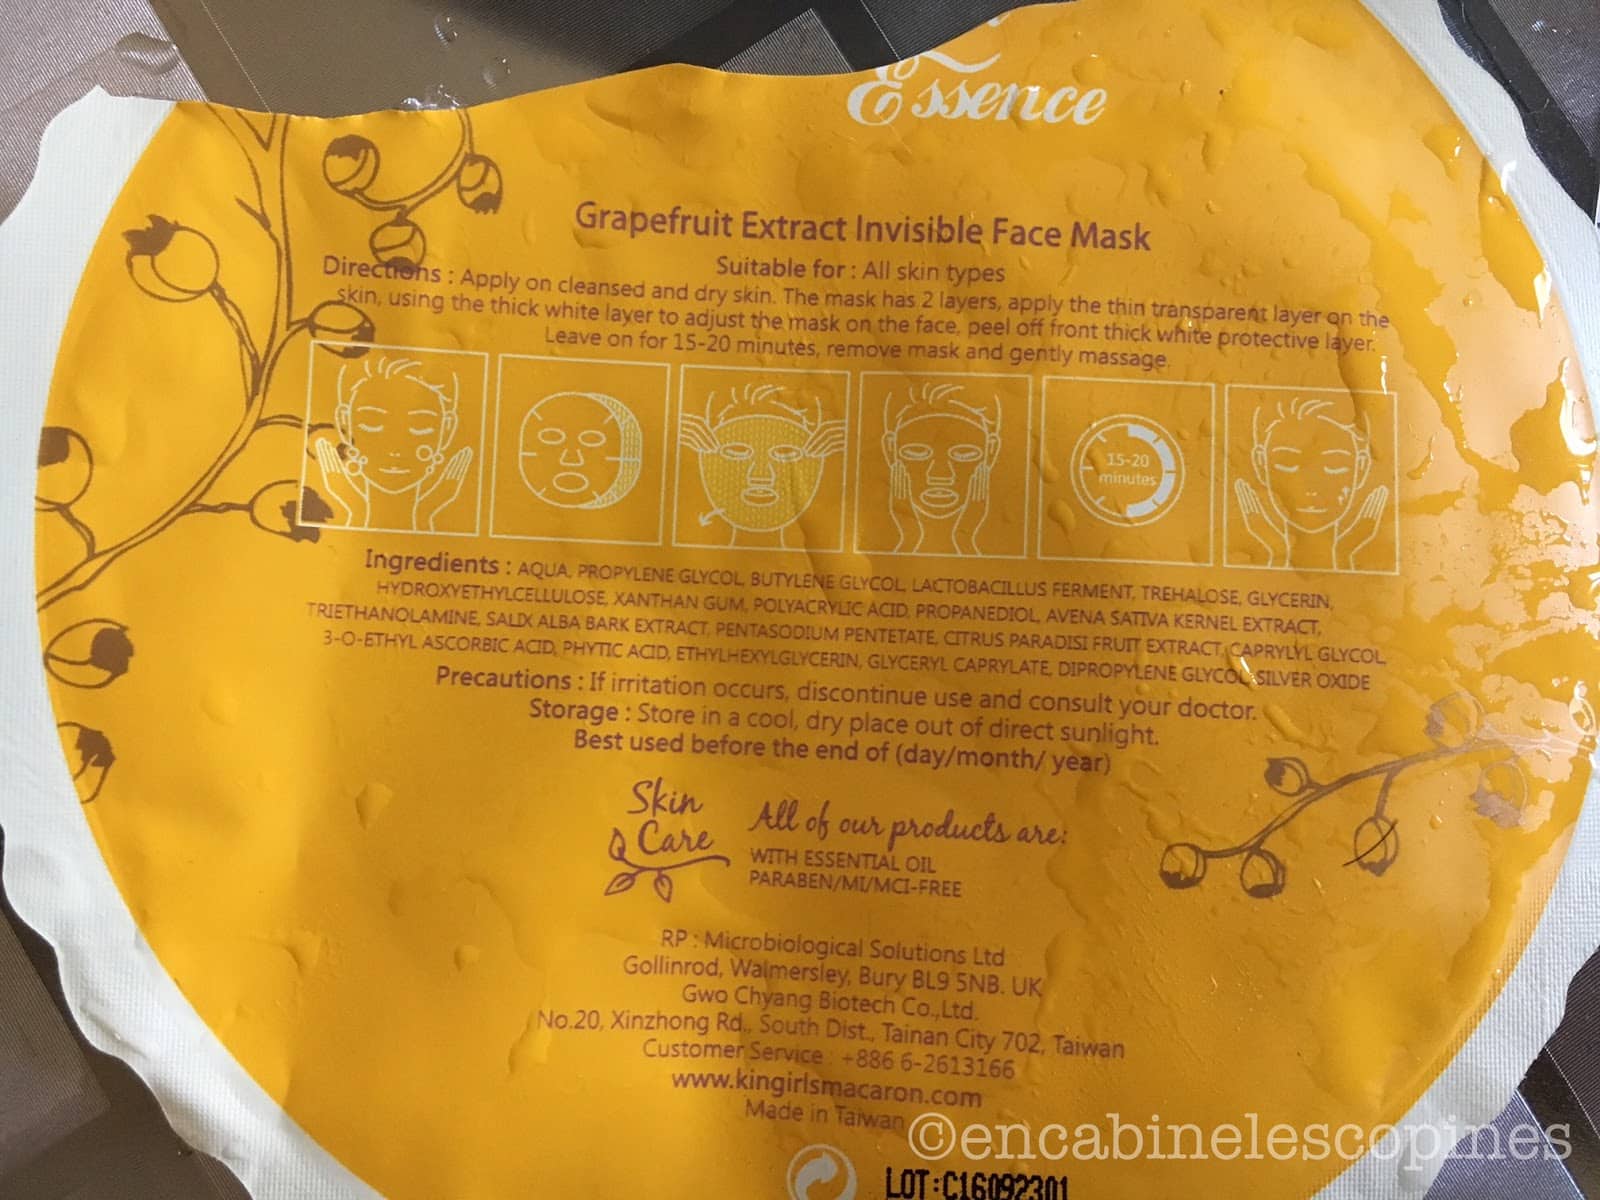 Essence
Grapefruit Extract Invisible Face Mask
Suitable for : All skin types
Directions : Apply on cleansed and dry skin. The mask has 2 layers, apply the thin transparent layer on the
skin, using the thick white layer to adjust the mask on the face, peel off front thick white protective layer.
Leave on for 15-20 minutes, remove mask and gently massage.
15-20
minutes
Ingredients : AQUA, PROPYLENE GLYCOL, BUTYLENE GLYCOL, LACTOBACILLUS FERMENT, TREHALOSE, GLYCERIN,
HYDROXYETHYLCELLULOSE, XANTHAN GUM, POLYACRYLIC ACID, PROPANEDIOL, AVENA SATIVA KERNEL EXTRACT,
TRIETHANOLAMINE, SALIX ALBA BARK EXTRACT, PENTASODIUM PENTETATE, CITRUS PARADISI FRUIT EXTRACT, CAPRYLYL GLYCOL,
3-O-ETHYL ASCORBIC ACID, PHYTIC ACID, ETHYLHEXYLGLYCERIN, GLYCERYL CAPRYLATE, DIPROPYLENE GLYCOL, SILVER OXIDE
Precautions : If irritation occurs, discontinue use and consult your doctor.
Storage : Store in a cool, dry place out of direct sunlight.
Best used before the end of (day/month/ year)
Skin
Care
All of our products are:
WITH ESSENTIAL OIL
PARABEN/MI/MCI-FREE
RP : Microbiological Solutions Ltd
Gollinrod, Walmersley, Bury BL9 5NB. UK
Gwo Chyang Biotech Co.,Ltd.
No.20, Xinzhong Rd., South Dist., Tainan City 702, Taiwan
Customer Service : +886 6-2613166
www.kingirlsmacaron.com
Made in Taiwan
©encabinelescopines
LOT:C16092301